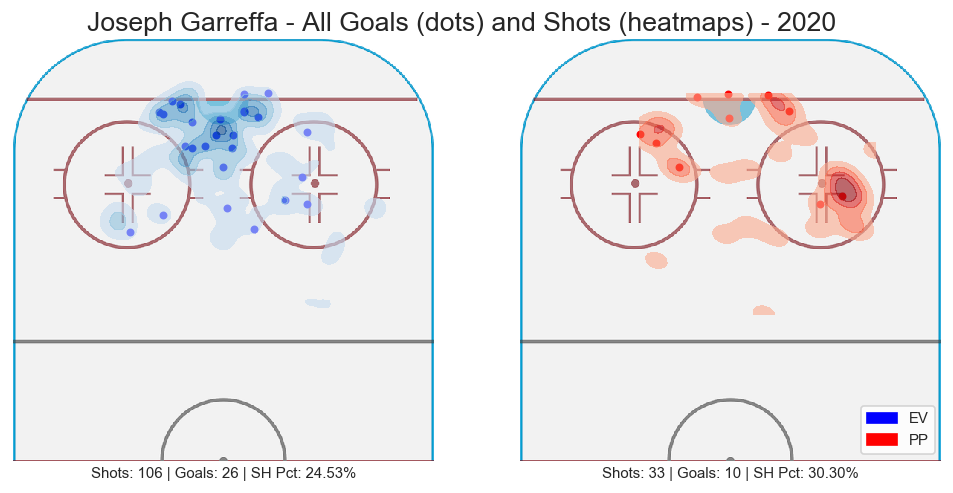 Joseph Garreffa - All Goals (dots) and Shots (heatmaps) - 2020
EV
PP
Shots: 106 | Goals: 26 | SH Pct: 24.53%
Shots: 33 | Goals: 10 | SH Pct: 30.30%